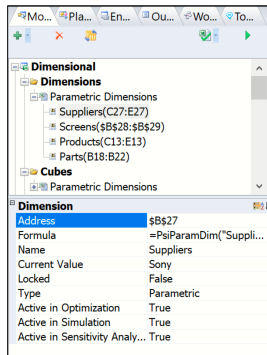 Mo... Pla... En... Ou... Wo... To...
Dimensional
Dimensions
Parametric Dimensions
Suppliers(C27:E27)
Screens($B$28:$B$29)
Products(C13:E13)
Parts(B18:B22)
Cubes
Parametric Dimensions
Dimension
Address $B$27
Formula =PsiParamDim("Suppli...
Name Suppliers
Current Value Sony
Locked False
Type Parametric
Active in Optimization True
Active in Simulation True
Active in Sensitivity Analy... True